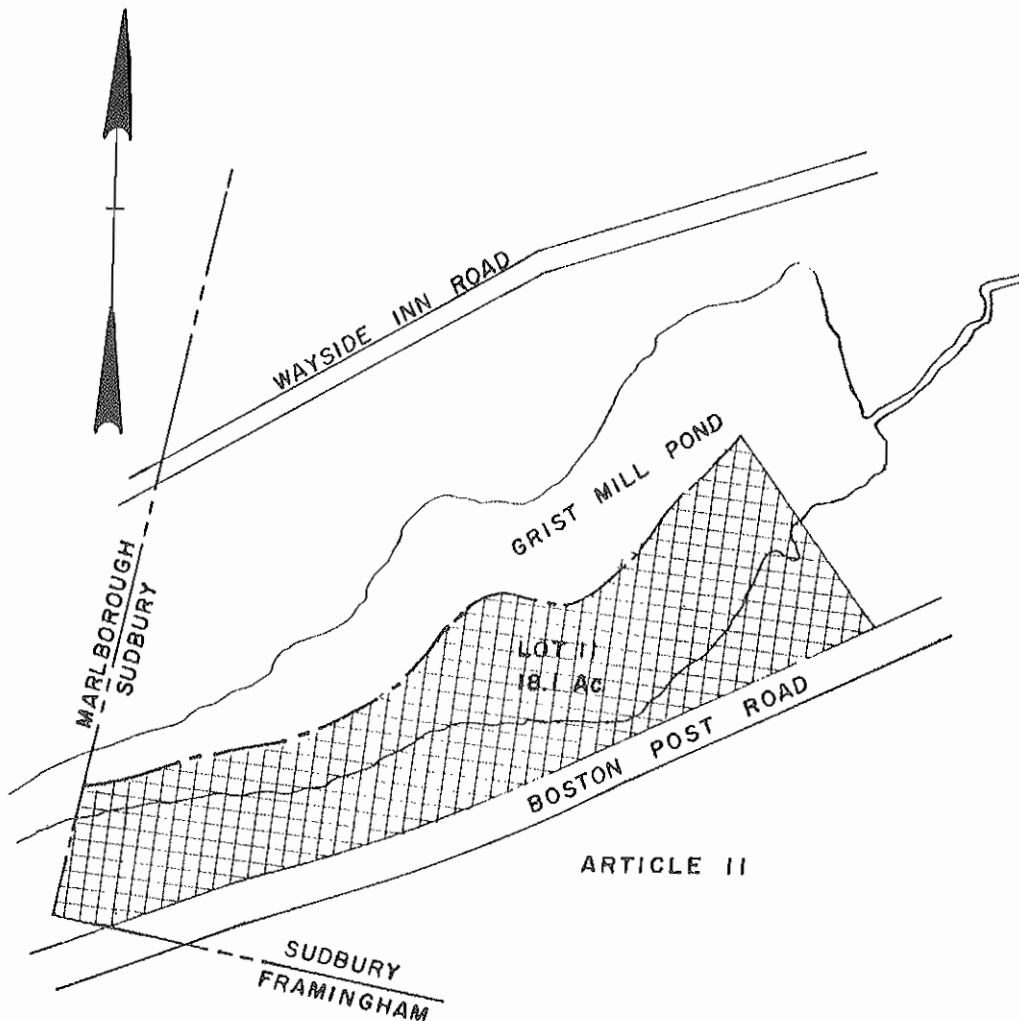 WAYSIDE INN ROAD
GRIST MILL POND
MARLBOROUGH
SUDBURY
LOT 11
18.1 AC
BOSTON POST ROAD
ARTICLE 11
SUDBURY
FRAMINGHAM